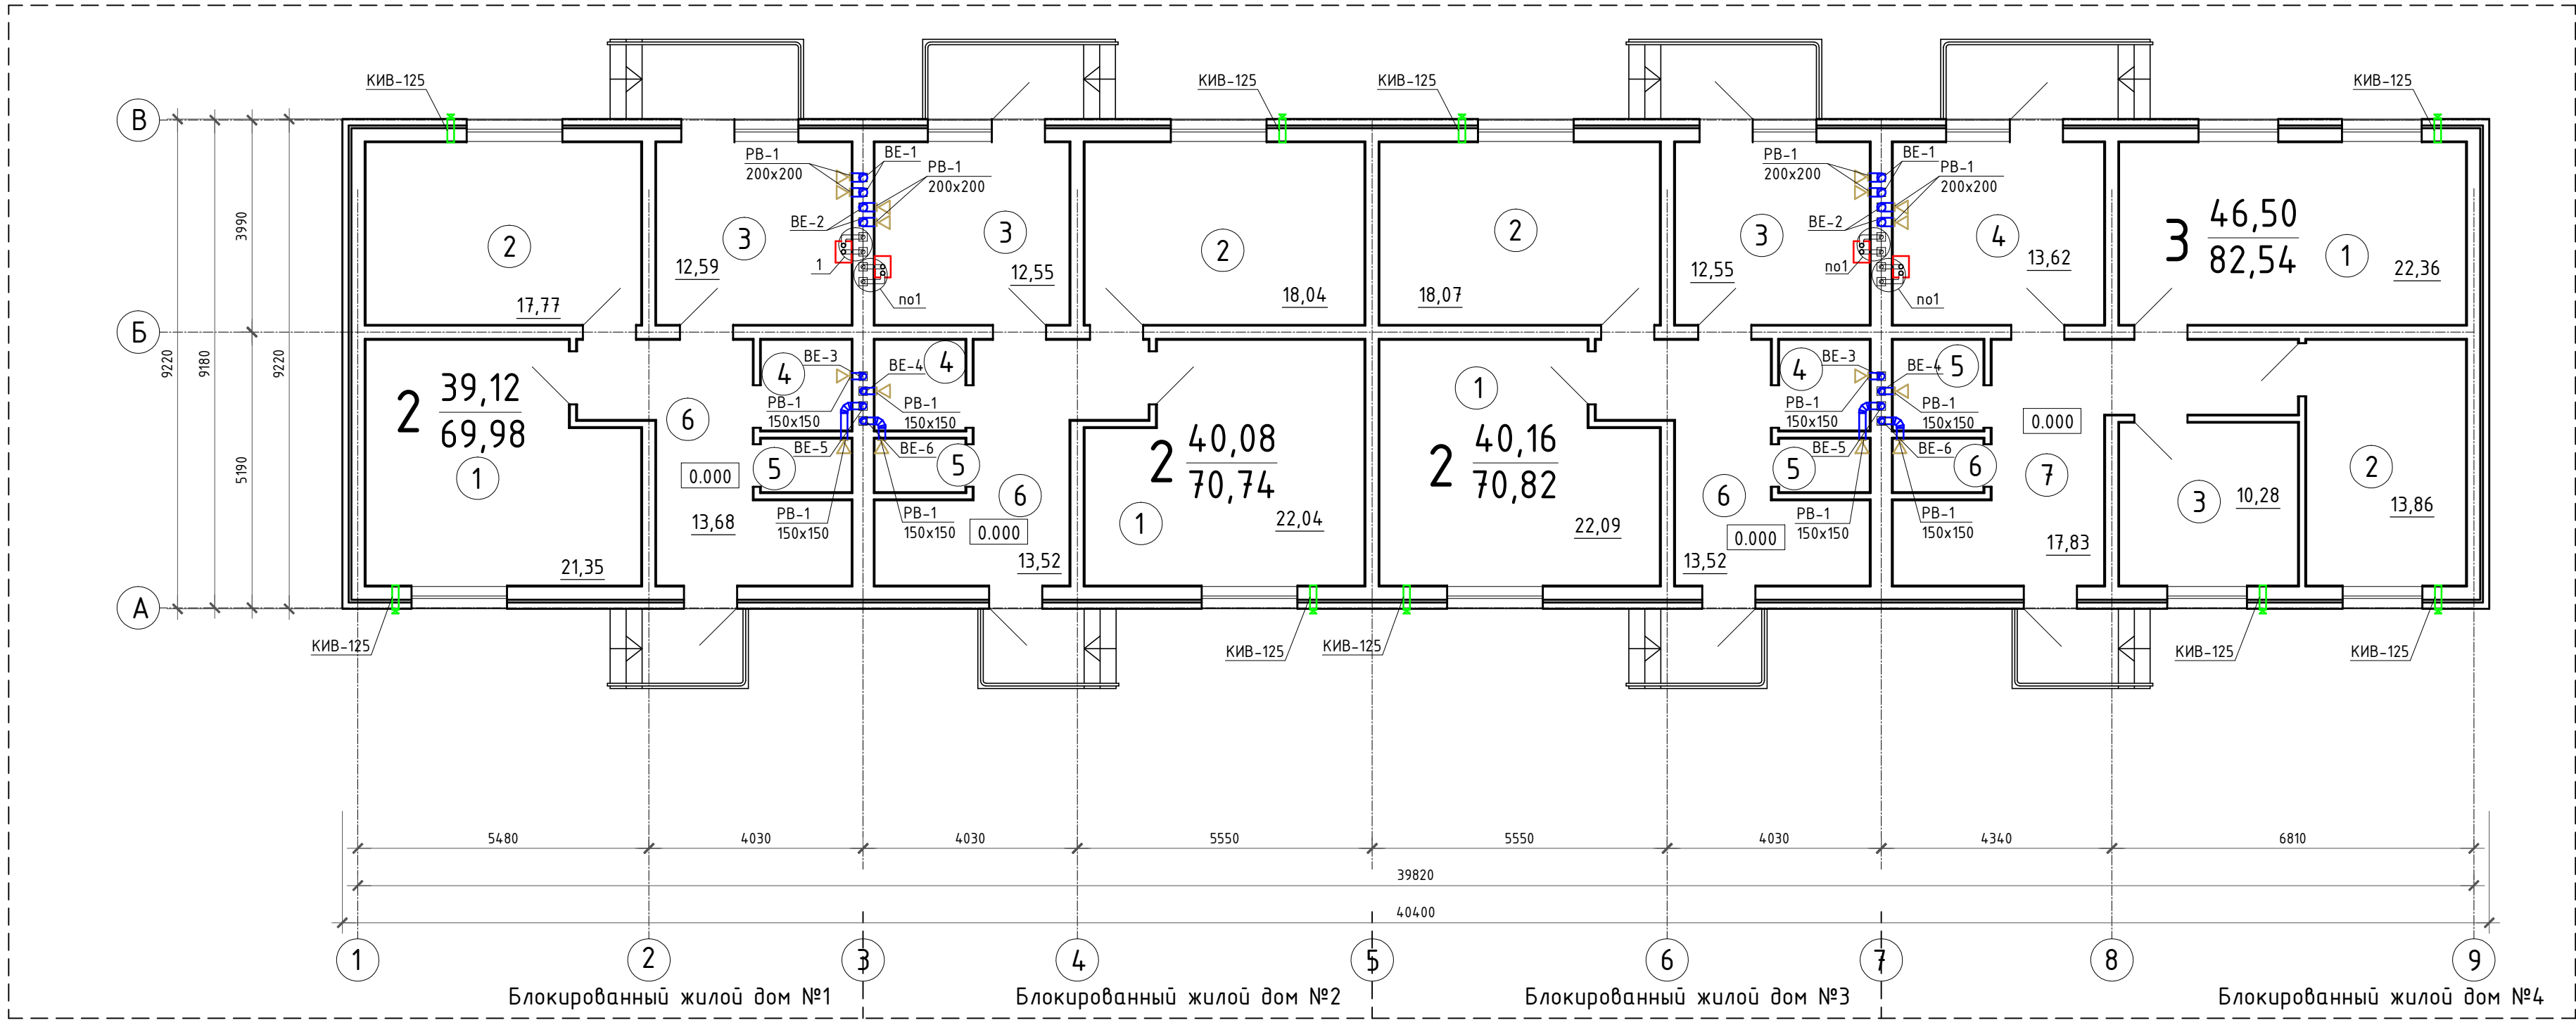 КИВ-125
КИВ-125
КИВ-125
КИВ-125
В
РВ-1
200х200
ВЕ-1
РВ-1
200х200
РВ-1
200х200
ВЕ-1
РВ-1
200х200
3990
2
3
ВЕ-2
3
2
2
3
ВЕ-2
4
3
46,50
82,54
1
12,59
1
12,55
12,55
по1
13,62
22,36
17,77
по1
18,04
18,07
по1
Б
9220
9180
9220
2
39,12
69,98
1
4
ВЕ-3
ВЕ-4
4
1
4
ВЕ-3
ВЕ-4
5
РВ-1
150х150
РВ-1
150х150
РВ-1
150х150
РВ-1
150х150
6
0.000
5190
0.000
5
ВЕ-5
ВЕ-6
5
2
40,08
70,74
2
40,16
70,82
5
ВЕ-5
ВЕ-6
6
7
2
6
6
3
10,28
13,86
13,68
РВ-1
150х150
РВ-1
150х150
0.000
1
22,04
22,09
0.000
РВ-1
150х150
РВ-1
150х150
17,83
21,35
13,52
13,52
А
КИВ-125
КИВ-125
КИВ-125
КИВ-125
КИВ-125
5480
4030
4030
5550
5550
4030
4340
6810
39820
40400
1
2
3
4
5
6
7
8
9
Блокированный жилой дом №1
Блокированный жилой дом №2
Блокированный жилой дом №3
Блокированный жилой дом №4